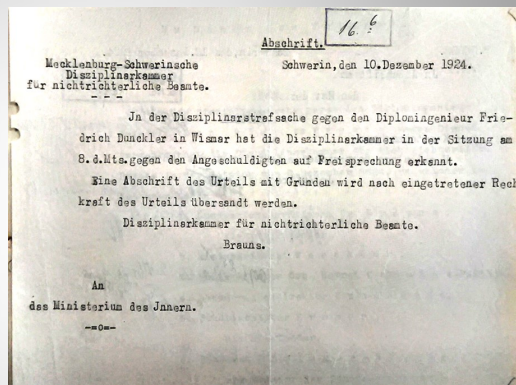 16.6
Abschrift.
Mecklenburg-Schwerinsche
Disziplinarkammer
für nichtrichterliche Beamte.
- - -
Schwerin, den 10.Dezember 1924.
Jn der Disziplinarstrafsache gegen den Diplomingenieur Frie-
drich Dunckler in Wismar hat die Disziplinarkammer in der Sitzung am
8.d.Mts.gegen den Angeschuldigten auf Freisprechung erkannt.
Eine Abschrift des Urteils mit Gründen wird nach eingetretener Rech
kraft des Urteils übersandt werden.
Disziplinarkammer für nichtrichterliche Beamte.
Brauns.
An
das Ministerium des Jnnern.
-=o=-